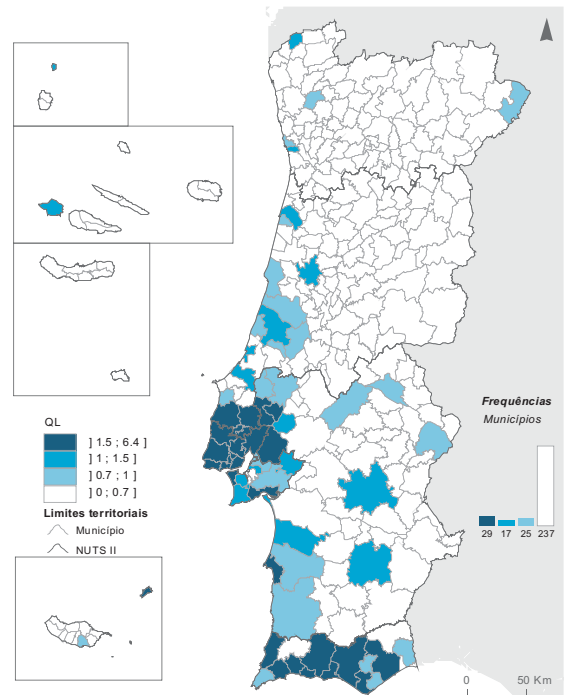 QL
] 1.5 ; 6.4 ]
] 1 ; 1.5 ]
] 0.7 ; 1 ]
] 0 ; 0.7 ]
Limites territoriais
Município
NUTS II
Frequências
Municípios
29 17 25 237
0 50 Km